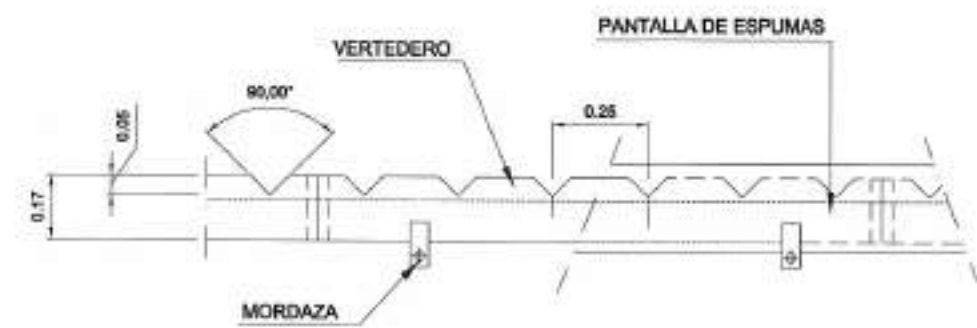 PANTALLA DE ESPUMAS
VERTEDERO
90,00°
0.05
0.25
0.17
MORDAZA